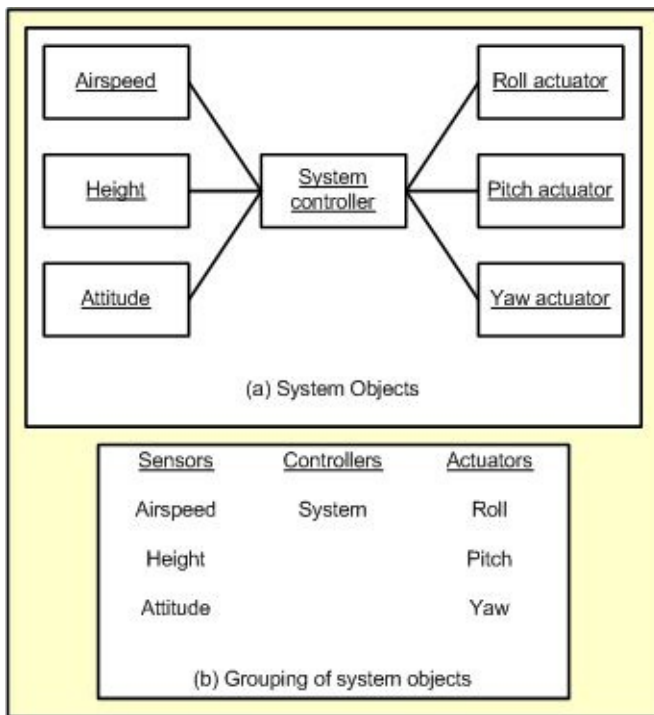 Airspeed
Roll actuator
Height
System
controller
Pitch actuator
Attitude
Yaw actuator
(a) System Objects
Sensors Controllers Actuators
Airspeed System Roll
Height Pitch
Attitude Yaw
(b) Grouping of system objects